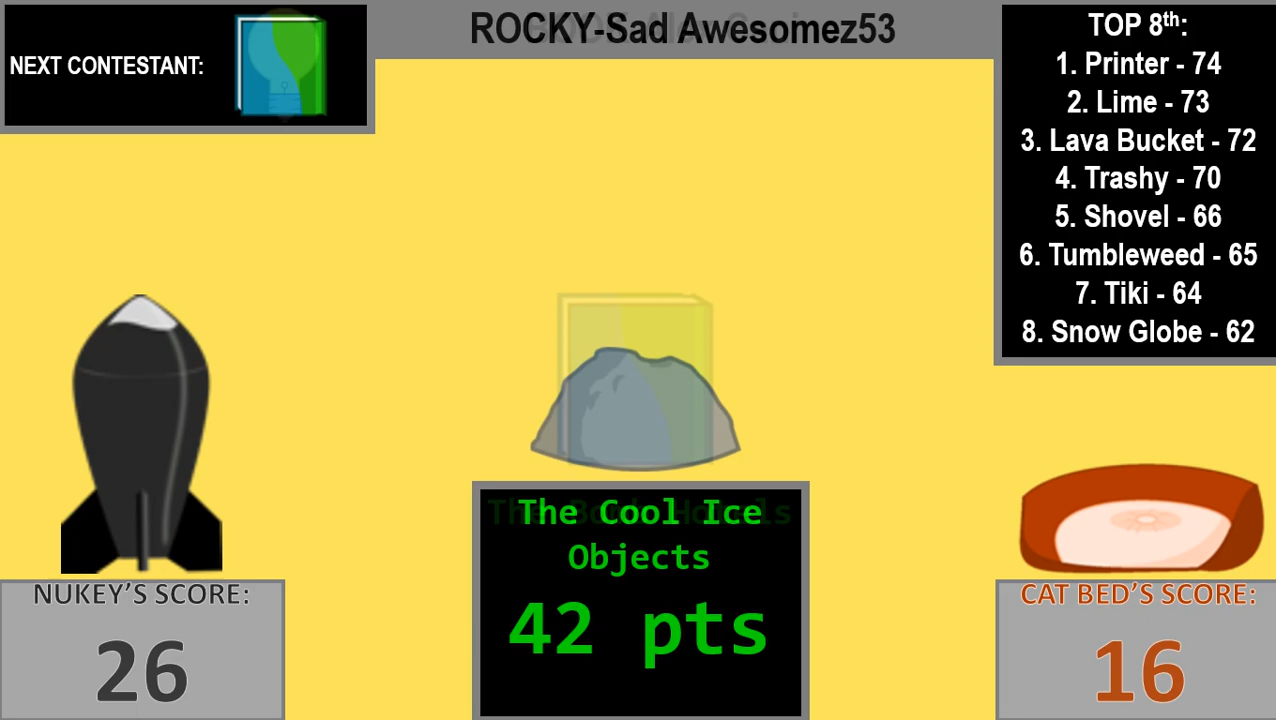 NEXT CONTESTANT:
ROCKY-Sad Awesomez53
TOP 8th:
1. Printer - 74
2. Lime - 73
3. Lava Bucket - 72
4. Trashy - 70
5. Shovel - 66
6. Tumbleweed - 65
7. Tiki - 64
8. Snow Globe - 62
The Cool Ice
Objects
42 pts
NUKEY'S SCORE:
26
CAT BED'S SCORE:
16